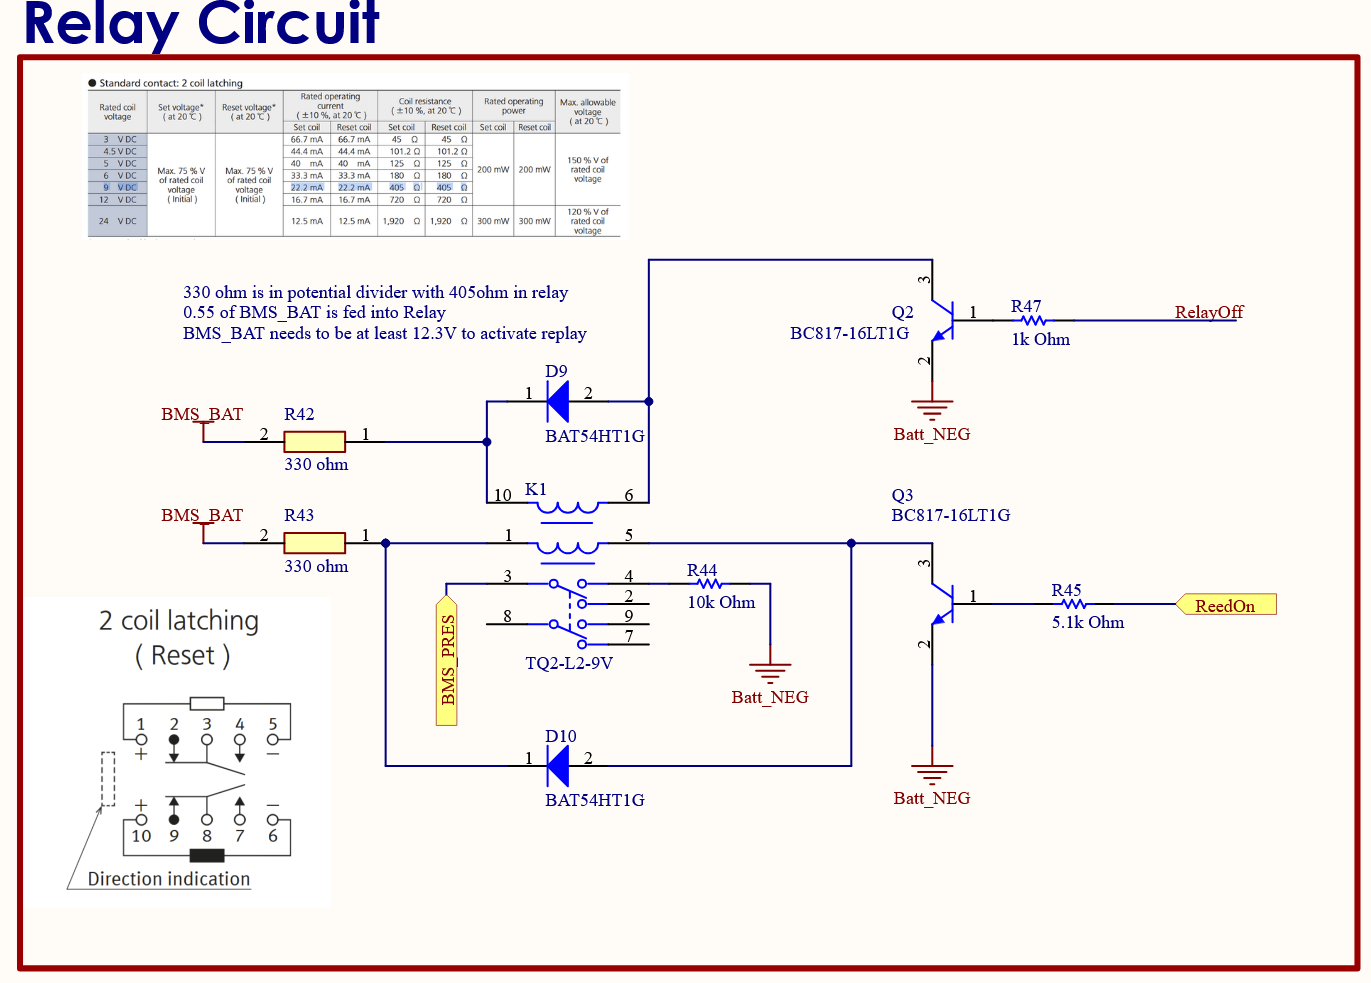 Relay Circuit
● Standard contact: 2 coil latching
Rated coil voltage
Set voltage* ( at 20 ℃ )
Reset voltage* ( at 20 ℃ )
Rated operating current ( ±10 %, at 20 ℃ )
Coil resistance ( ±10 %, at 20 ℃ )
Rated operating power
Max. allowable voltage ( at 20 ℃ )
Set coil Reset coil Set coil Reset coil Set coil Reset coil
3 V DC 66.7 mA 66.7 mA 45 Ω 45 Ω
4.5 V DC 44.4 mA 44.4 mA 101.2 Ω 101.2 Ω
5 V DC 40 mA 40 mA 125 Ω 125 Ω
6 V DC 33.3 mA 33.3 mA 180 Ω 180 Ω
9 V DC 22.2 mA 22.2 mA 405 Ω 405 Ω
12 V DC 16.7 mA 16.7 mA 720 Ω 720 Ω
24 V DC 12.5 mA 12.5 mA 1,920 Ω 1,920 Ω 300 mW 300 mW
Max. 75 % V of rated coil voltage ( Initial )
Max. 75 % V of rated coil voltage ( Initial )
200 mW 200 mW
150 % V of rated coil voltage
120 % V of rated coil voltage
330 ohm is in potential divider with 405ohm in relay
0.55 of BMS_BAT is fed into Relay
BMS_BAT needs to be at least 12.3V to activate replay
3
Q2
BC817-16LT1G
1
R47
1k Ohm
RelayOff
2
Batt_NEG
D9
1 2
BAT54HT1G
BMS_BAT
R42
2 1
330 ohm
10 K1 6
BMS_BAT
R43
2 1
330 ohm
1 5
Q3
BC817-16LT1G
3
1
R45
5.1k Ohm
ReedOn
2
Batt_NEG
3 4
2
8 9
7
TQ2-L2-9V
R44
10k Ohm
Batt_NEG
BMS_PRES
D10
1 2
BAT54HT1G
2 coil latching
( Reset )
1 2 3 4 5
+ −
+ −
10 9 8 7 6
Direction indication